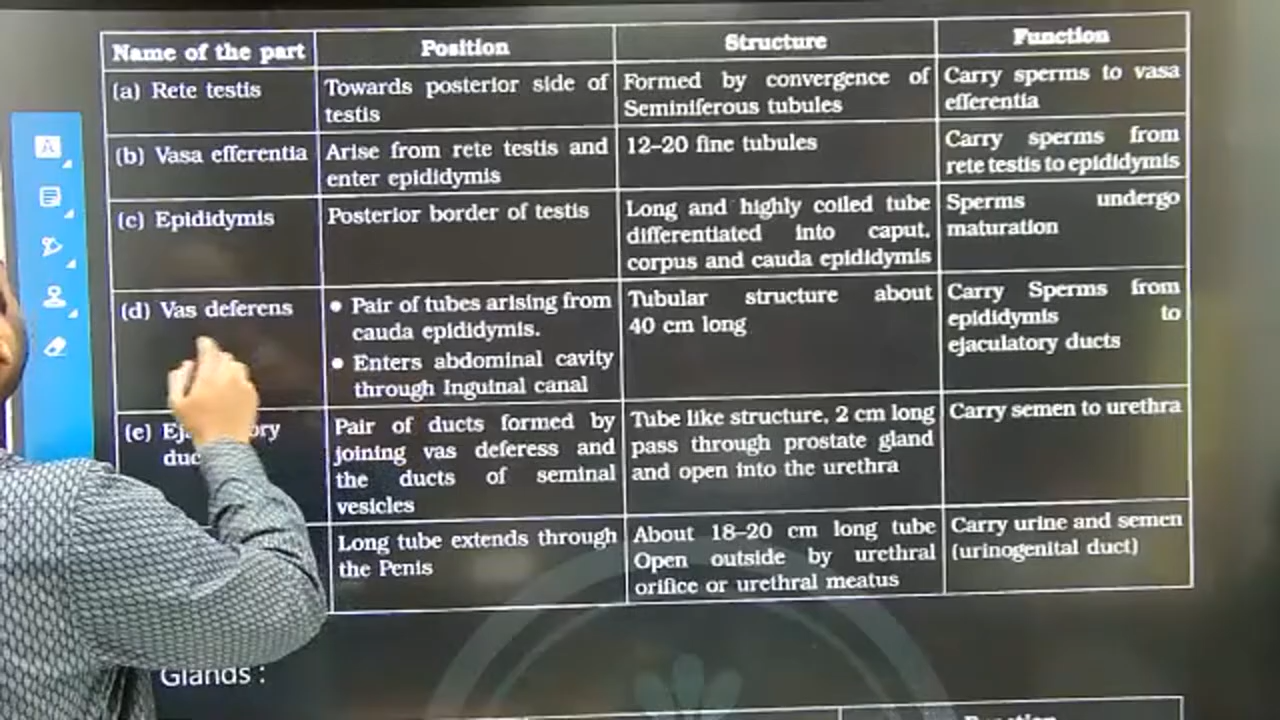 Name of the part Position Structure Function
(a) Rete testis
Towards posterior side of
testis
Formed by convergence of
Seminiferous tubules
Carry sperms to vasa
efferentia
(b) Vasa efferentia
Arise from rete testis and
enter epididymis
12–20 fine tubules
Carry sperms from
rete testis to epididymis
(c) Epididymis
Posterior border of testis
Long and highly coiled tube
differentiated into caput,
corpus and cauda epididymis
Sperms undergo
maturation
(d) Vas deferens
• Pair of tubes arising from
cauda epididymis.
• Enters abdominal cavity
through Inguinal canal
Tubular structure about
40 cm long
Carry Sperms from
epididymis to
ejaculatory ducts
(e)
Pair of ducts formed by
joining vas deferess and
the ducts of seminal
vesicles
Tube like structure, 2 cm long
pass through prostate gland
and open into the urethra
Carry semen to urethra
Long tube extends through
the Penis
About 18–20 cm long tube
Open outside by urethral
orifice or urethral meatus
Carry urine and semen
(urinogenital duct)
Glands :
Function